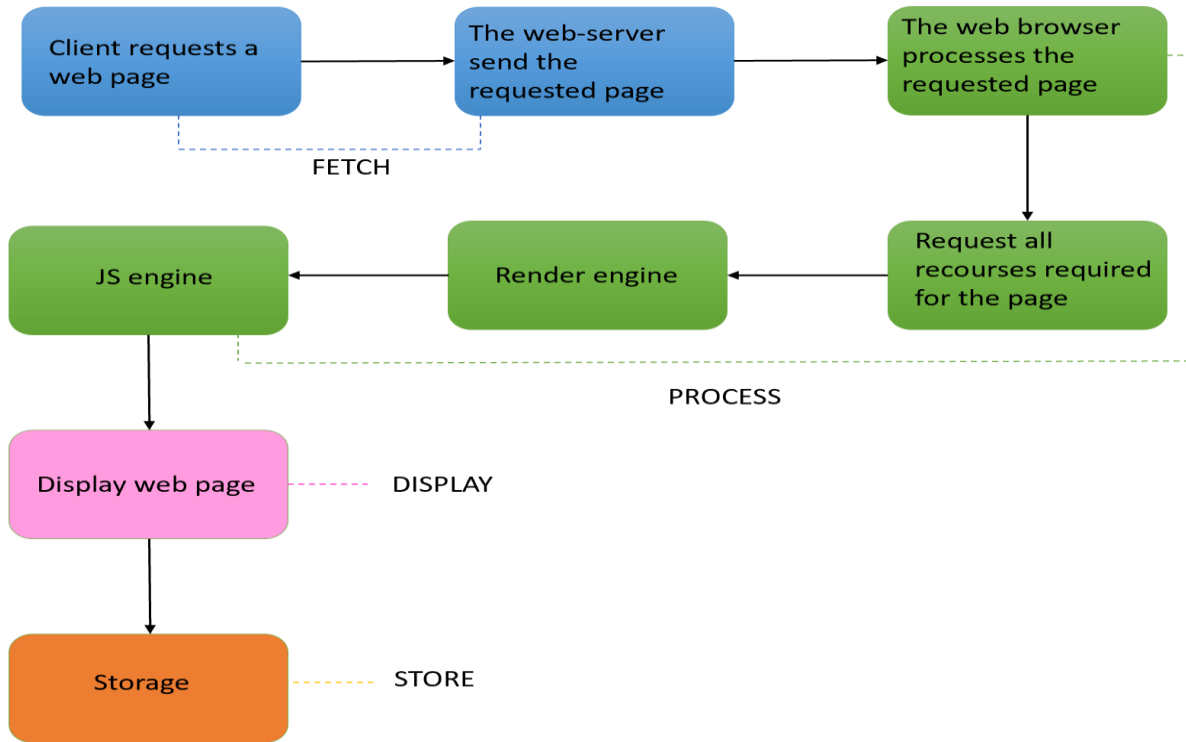 Client requests a
web page
The web-server
send the
requested page
The web browser
processes the
requested page
FETCH
JS engine
Render engine
Request all
recourses required
for the page
PROCESS
Display web page
DISPLAY
Storage
STORE